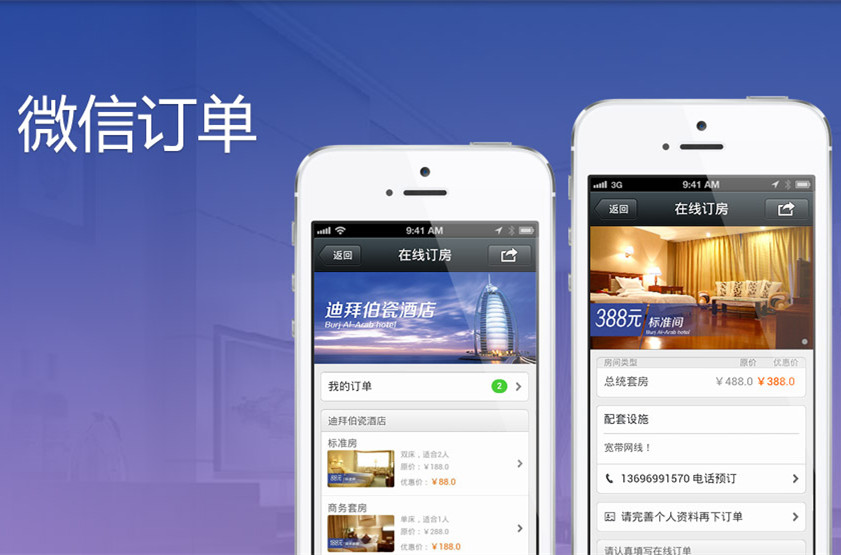 微信订单
9:41 AM
返回
在线订房
迪拜伯瓷酒店
Burj Al-Arab hotel
我的订单
2
迪拜伯瓷酒店
标准房
双床，适合2人
原价：￥188.0
优惠价：￥88.0
商务套房
单床，适合1人
原价：￥388.0
优惠价：￥188.0
3G
9:41 AM
返回
在线订房
388元 标准间
Burj Al-Arab hotel
房间类型 原价 优惠价
总统套房 ￥488.0 ￥388.0
配套设施
宽带网线！
13696991570 电话预订
请完善个人资料再下订单
请认真填写在线订单